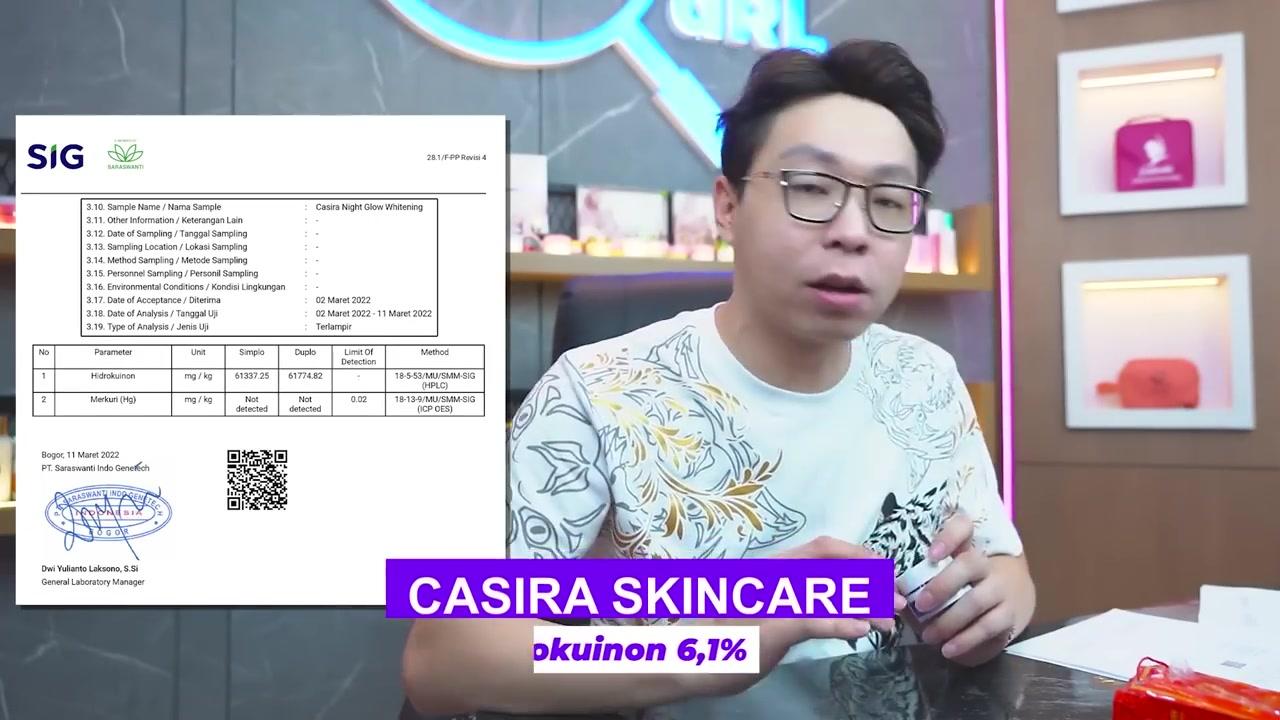 GRL
SIG
SARASWANTI
28.1/F-PP Revisi 4
3.10. Sample Name / Nama Sample : Casira Night Glow Whitening
3.11. Other Information / Keterangan Lain : -
3.12. Date of Sampling / Tanggal Sampling : -
3.13. Sampling Location / Lokasi Sampling : -
3.14. Method Sampling / Metode Sampling : -
3.15. Personnel Sampling / Personil Sampling : -
3.16. Environmental Conditions / Kondisi Lingkungan : -
3.17. Date of Acceptance / Diterima : 02 Maret 2022
3.18. Date of Analysis / Tanggal Uji : 02 Maret 2022 - 11 Maret 2022
3.19. Type of Analysis / Jenis Uji : Terlampir
No Parameter Unit Simplo Duplo Limit Of Detection Method
1 Hidrokuinon mg / kg 61337.25 61774.82 - 18-5-53/MU/SMM-SIG (HPLC)
2 Merkuri (Hg) mg / kg Not detected Not detected 0.02 18-13-9/MU/SMM-SIG (ICP OES)
Bogor, 11 Maret 2022
PT. Saraswanti Indo Genetech
SARASWANTI INDO GENETECH
INDONESIA
BOGOR
Dwi Yulianto Laksono, S.Si
General Laboratory Manager
CASIRA SKINCARE
okuinon 6,1%